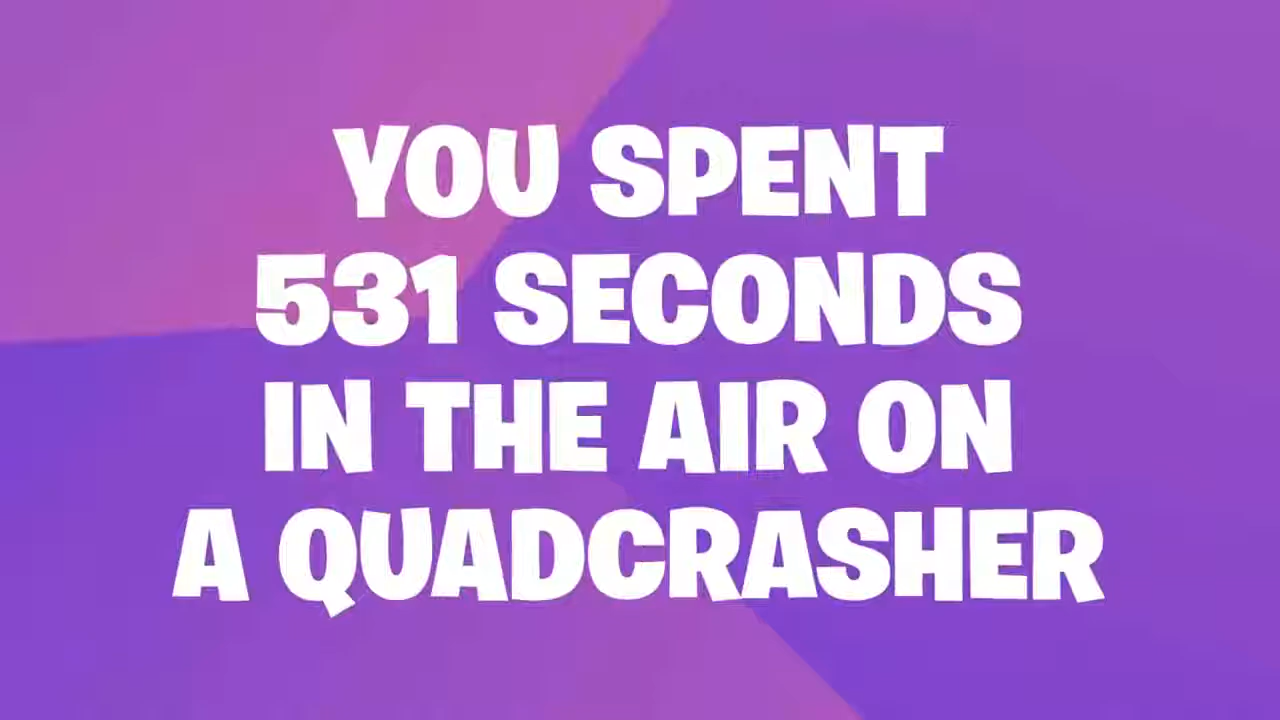 YOU SPENT
531 SECONDS
IN THE AIR ON
A QUADCRASHER